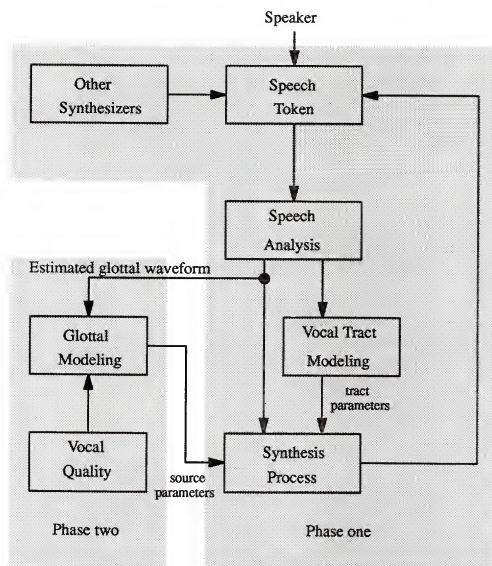 Speaker
Other
Synthesizers
Speech
Token
Speech
Analysis
Estimated glottal waveform
Glottal
Modeling
Vocal Tract
Modeling
tract
parameters
Vocal
Quality
source
parameters
Synthesis
Process
Phase two
Phase one